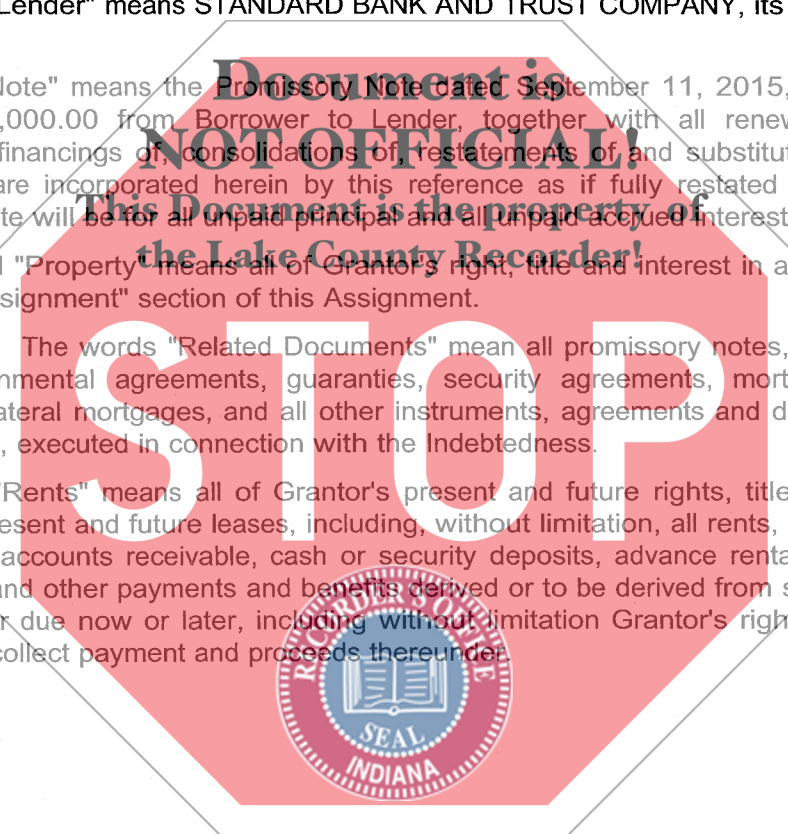 Lender" means STANDARD BANK AND TRUST COMPANY, its
Document is
Note" means the Promissory Note dated September 11, 2015,
,000.00 from Borrower to Lender, together with all renew
NOT OFFICIAL!
financings of, consolidations of, restatements of, and substitut
are incorporated herein by this reference as if fully restated
This Document is the property of
te will be for all unpaid principal and all unpaid accrued interest
the Lake County Recorder!
"Property" means all of Grantor's right, title and interest in a
signment" section of this Assignment.
STOP
The words "Related Documents" mean all promissory notes,
nmental agreements, guaranties, security agreements, mort
ateral mortgages, and all other instruments, agreements and d
, executed in connection with the Indebtedness.
"Rents" means all of Grantor's present and future rights, title
esent and future leases, including, without limitation, all rents,
accounts receivable, cash or security deposits, advance renta
and other payments and benefits derived or to be derived from s
r due now or later, including without limitation Grantor's righ
collect payment and proceeds thereunder.
RECORDER'S OFFICE
SEAL
INDIANA